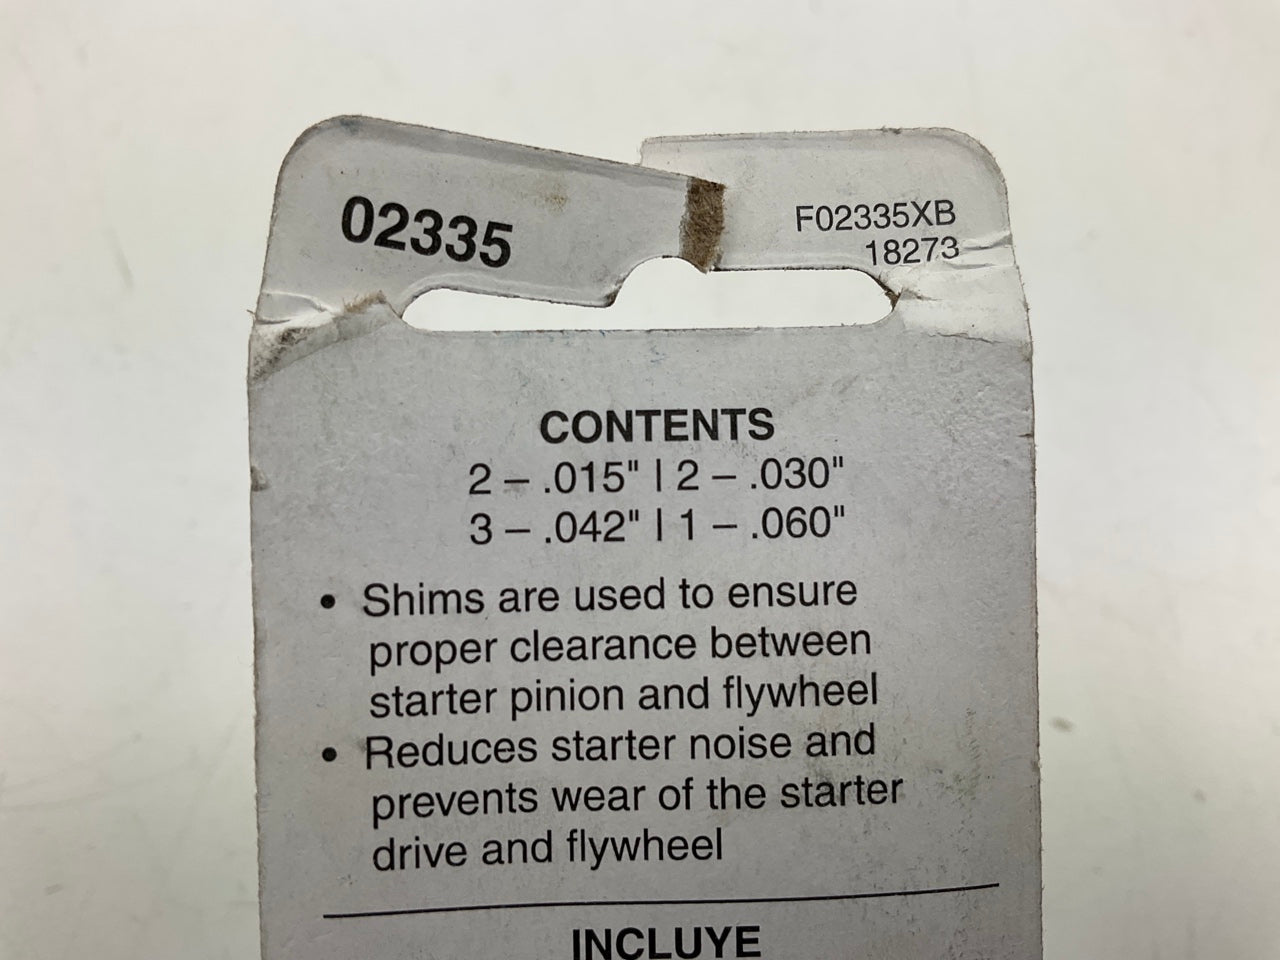 02335
F02335XB
18273
CONTENTS
2 – .015" | 2 – .030"
3 – .042" | 1 – .060"
• Shims are used to ensure
proper clearance between
starter pinion and flywheel
• Reduces starter noise and
prevents wear of the starter
drive and flywheel
INCLUYE